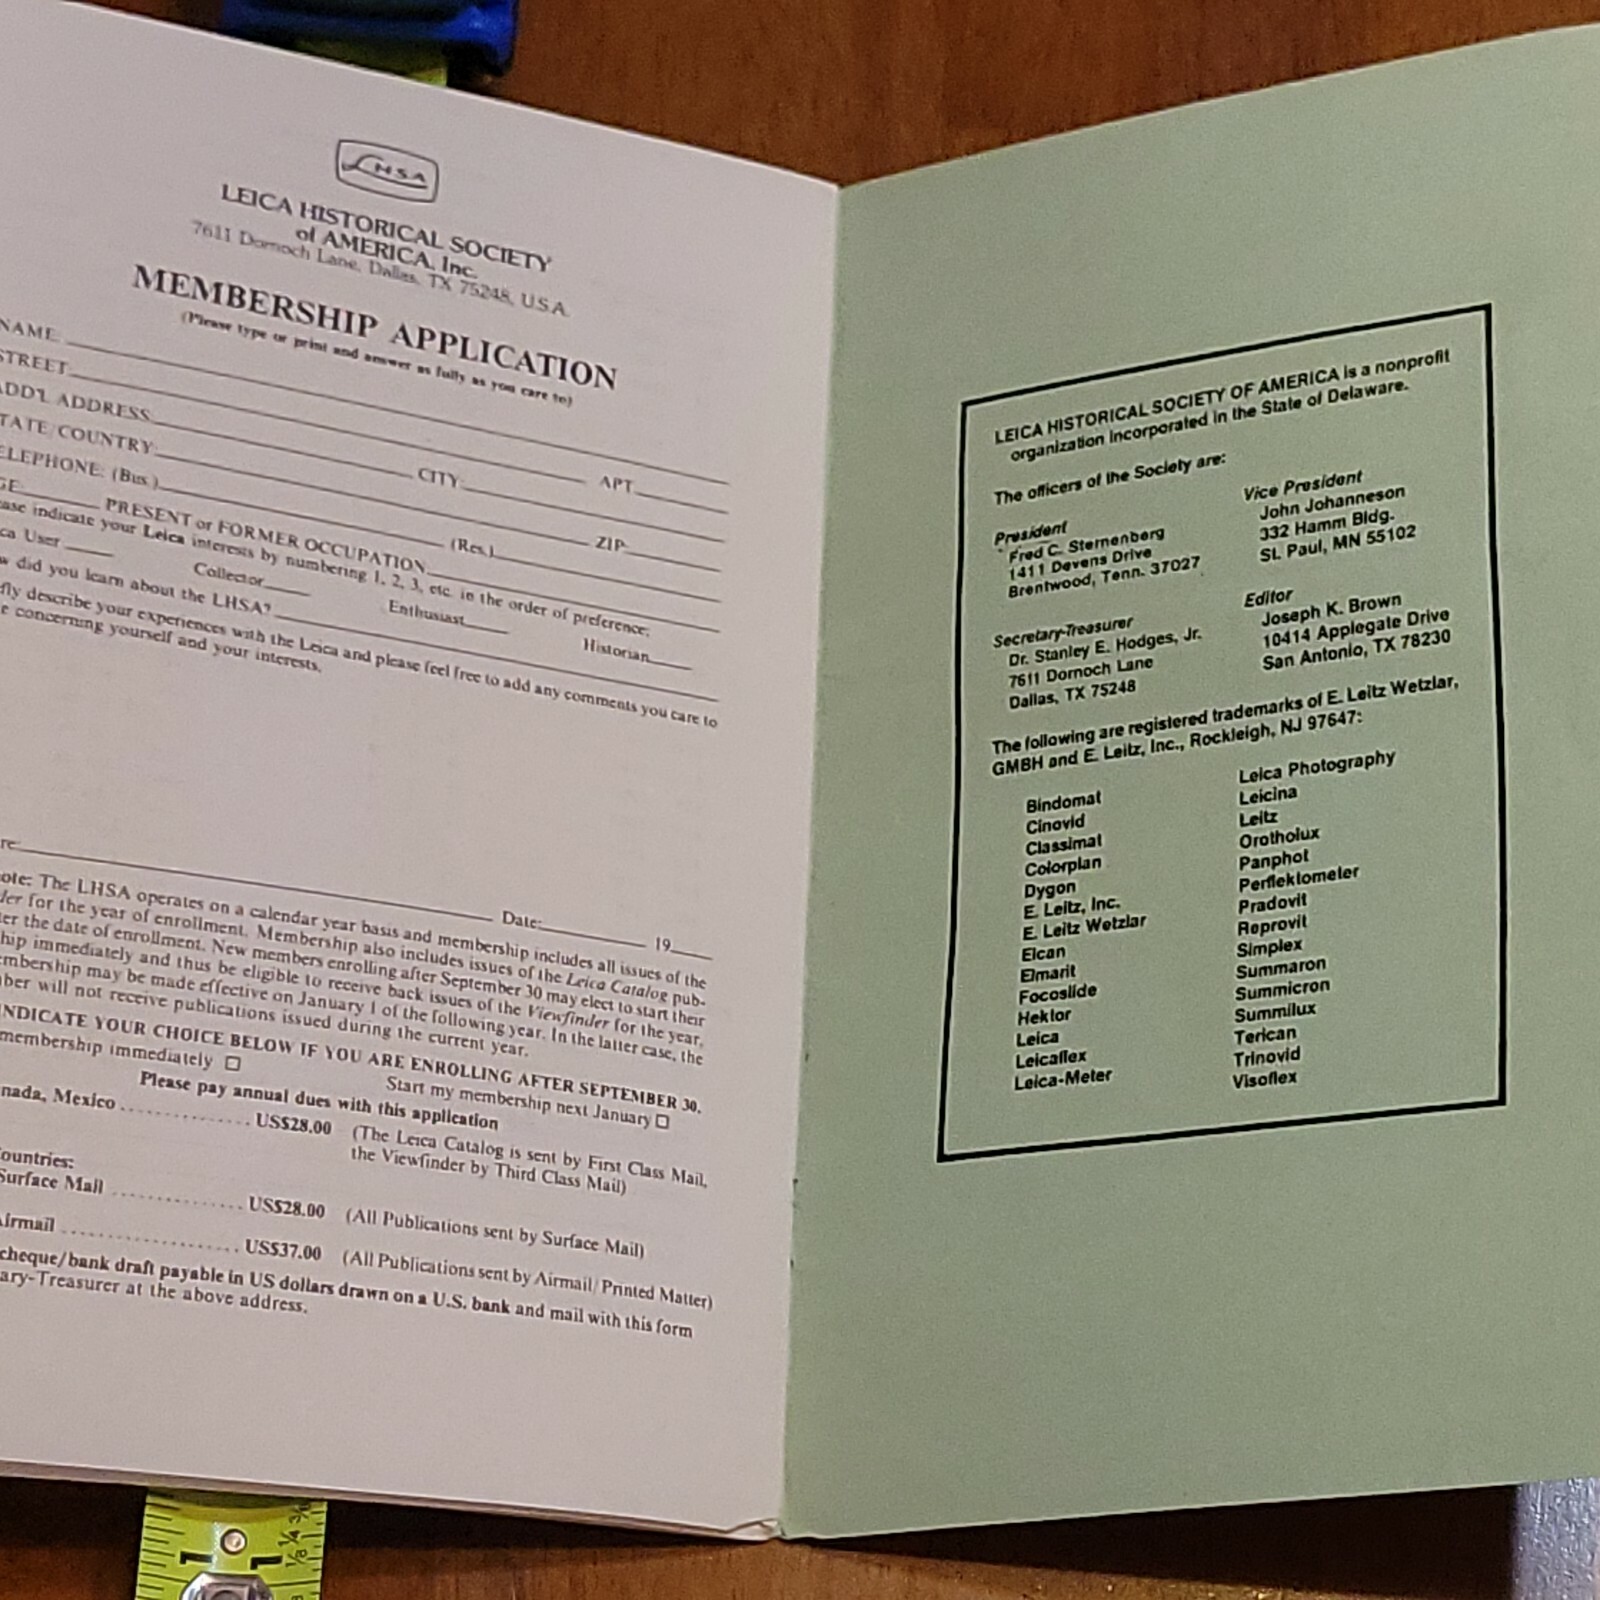 LHSA
LEICA HISTORICAL SOCIETY
of AMERICA, Inc.
7611 Dornoch Lane, Dallas, TX 75248, U.S.A.
MEMBERSHIP APPLICATION
(Please type or print and answer as fully as you care to)
NAME
STREET
ADD'L ADDRESS APT.
STATE/COUNTRY: CITY: ZIP:
TELEPHONE: (Bus.) (Res.)
GE PRESENT or FORMER OCCUPATION
ase indicate your Leica interests by numbering 1, 2, 3, etc. in the order of preference:
ca User Collector Enthusiast Historian
w did you learn about the LHSA?
fly describe your experiences with the Leica and please feel free to add any comments you care to
e concerning yourself and your interests.
re: Date: 19
ote: The LHSA operates on a calendar year basis and membership includes all issues of the
der for the year of enrollment. Membership also includes issues of the Leica Catalog pub-
ter the date of enrollment. New members enrolling after September 30 may elect to start their
hip immediately and thus be eligible to receive back issues of the Viewfinder for the year,
embership may be made effective on January 1 of the following year. In the latter case, the
ber will not receive publications issued during the current year.
INDICATE YOUR CHOICE BELOW IF YOU ARE ENROLLING AFTER SEPTEMBER 30.
membership immediately ☐ Start my membership next January ☐
Please pay annual dues with this application
nada, Mexico ............ US$28.00 (The Leica Catalog is sent by First Class Mail,
the Viewfinder by Third Class Mail)
ountries:
Surface Mail ............ US$28.00 (All Publications sent by Surface Mail)
Airmail .................. US$37.00 (All Publications sent by Airmail/Printed Matter)
cheque/bank draft payable in US dollars drawn on a U.S. bank and mail with this form
ary-Treasurer at the above address.
LEICA HISTORICAL SOCIETY OF AMERICA is a nonprofit
organization incorporated in the State of Delaware.
The officers of the Society are:
President
Fred C. Sternenberg
1411 Devens Drive
Brentwood, Tenn. 37027
Vice President
John Johanneson
332 Hamm Bldg.
St. Paul, MN 55102
Secretary-Treasurer
Dr. Stanley E. Hodges, Jr.
7611 Dornoch Lane
Dallas, TX 75248
Editor
Joseph K. Brown
10414 Applegate Drive
San Antonio, TX 78230
The following are registered trademarks of E. Leitz Wetzlar,
GMBH and E. Leitz, Inc., Rockleigh, NJ 97647:
Bindomat
Cinovid
Classimat
Colorplan
Dygon
E. Leitz, Inc.
E. Leitz Wetzlar
Elcan
Elmarit
Focoslide
Hektor
Leica
Leicaflex
Leica-Meter
Leica Photography
Leicina
Leitz
Orotholux
Panphot
Perflektometer
Pradovit
Reprovit
Simplex
Summaron
Summicron
Summilux
Terican
Trinovid
Visoflex
1 1 1/8 1/4 3/8